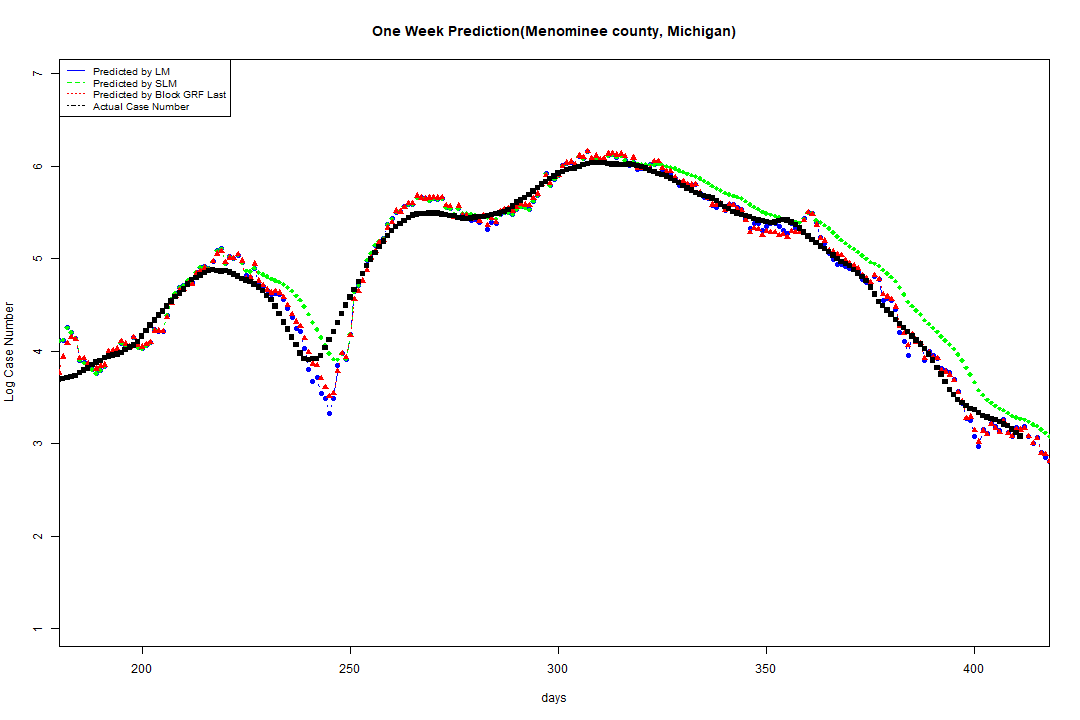 One Week Prediction(Menominee county, Michigan)
Predicted by LM
Predicted by SLM
Predicted by Block GRF Last
Actual Case Number
7
6
5
4
3
2
1
Log Case Number
200 250 300 350 400
days